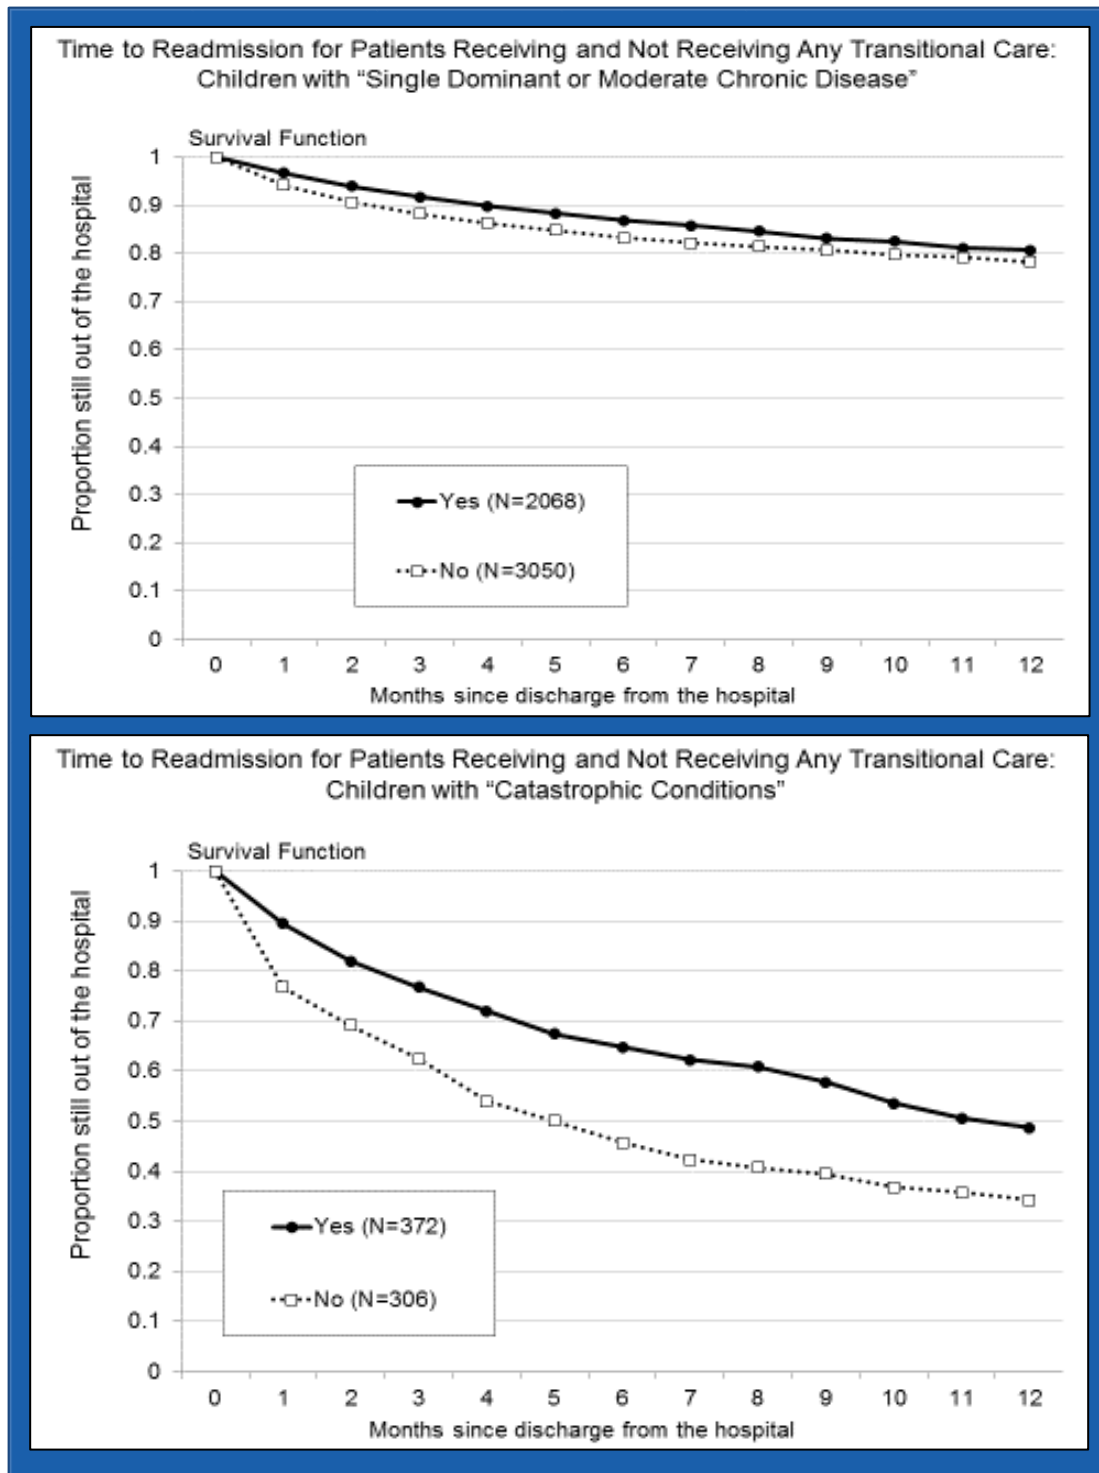 Time to Readmission for Patients Receiving and Not Receiving Any Transitional Care:
Children with “Single Dominant or Moderate Chronic Disease”
Survival Function
Proportion still out of the hospital
1
0.9
0.8
0.7
0.6
0.5
0.4
0.3
0.2
0.1
0
Yes (N=2068)
No (N=3050)
0 1 2 3 4 5 6 7 8 9 10 11 12
Months since discharge from the hospital
Time to Readmission for Patients Receiving and Not Receiving Any Transitional Care:
Children with “Catastrophic Conditions”
Survival Function
Proportion still out of the hospital
1
0.9
0.8
0.7
0.6
0.5
0.4
0.3
0.2
0.1
0
Yes (N=372)
No (N=306)
0 1 2 3 4 5 6 7 8 9 10 11 12
Months since discharge from the hospital